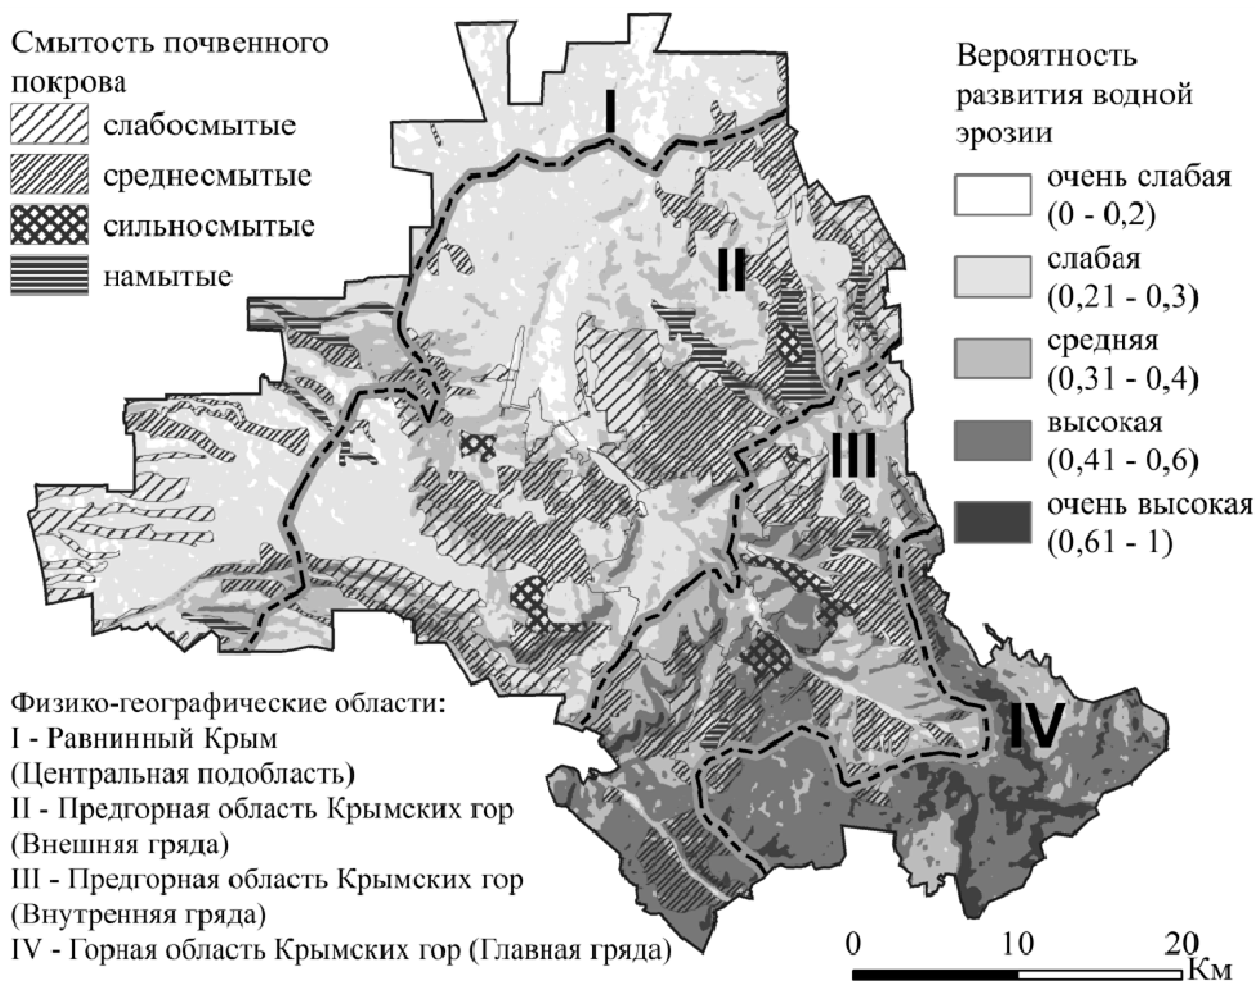 Смытость почвенного
покрова
слабосмытые
среднесмытые
сильносмытые
намытые
Вероятность
развития водной
эрозии
очень слабая
(0 - 0,2)
слабая
(0,21 - 0,3)
средняя
(0,31 - 0,4)
высокая
(0,41 - 0,6)
очень высокая
(0,61 - 1)
I
II
III
IV
Физико-географические области:
I - Равнинный Крым
(Центральная подобласть)
II - Предгорная область Крымских гор
(Внешняя гряда)
III - Предгорная область Крымских гор
(Внутренняя гряда)
IV - Горная область Крымских гор (Главная гряда)
0 10 20
Км